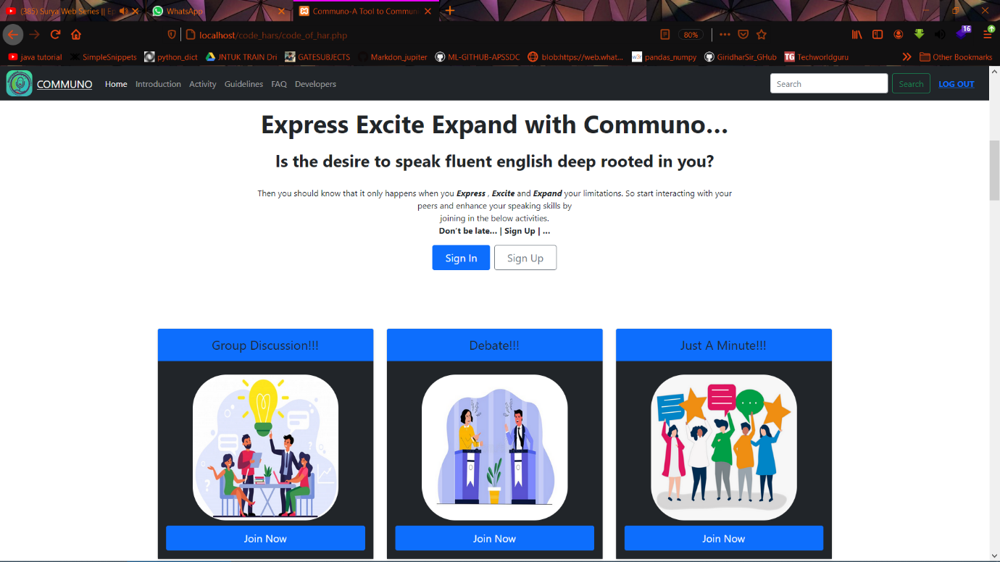 (385) Surya Web Series || Ep
WhatsApp
Communo-A Tool to Commun
localhost/code_hars/code_of_har.php
80%
16
java tutorial
SimpleSnippets
python_dict
JNTUK TRAIN Dri
GATESUBJECTS
Markdon_jupiter
ML-GITHUB-APSSDC
blob:https://web.what...
w3r
pandas_numpy
GiridharSir_GHub
TG
Techworldguru
Other Bookmarks
COMMUNO
Home
Introduction
Activity
Guidelines
FAQ
Developers
Search
Search
LOG OUT
Express Excite Expand with Communo...
Is the desire to speak fluent english deep rooted in you?
Then you should know that it only happens when you Express , Excite and Expand your limitations. So start interacting with your
peers and enhance your speaking skills by
joining in the below activities.
Don't be late... | Sign Up | ...
Sign In
Sign Up
Group Discussion!!!
Debate!!!
Just A Minute!!!
Join Now
Join Now
Join Now